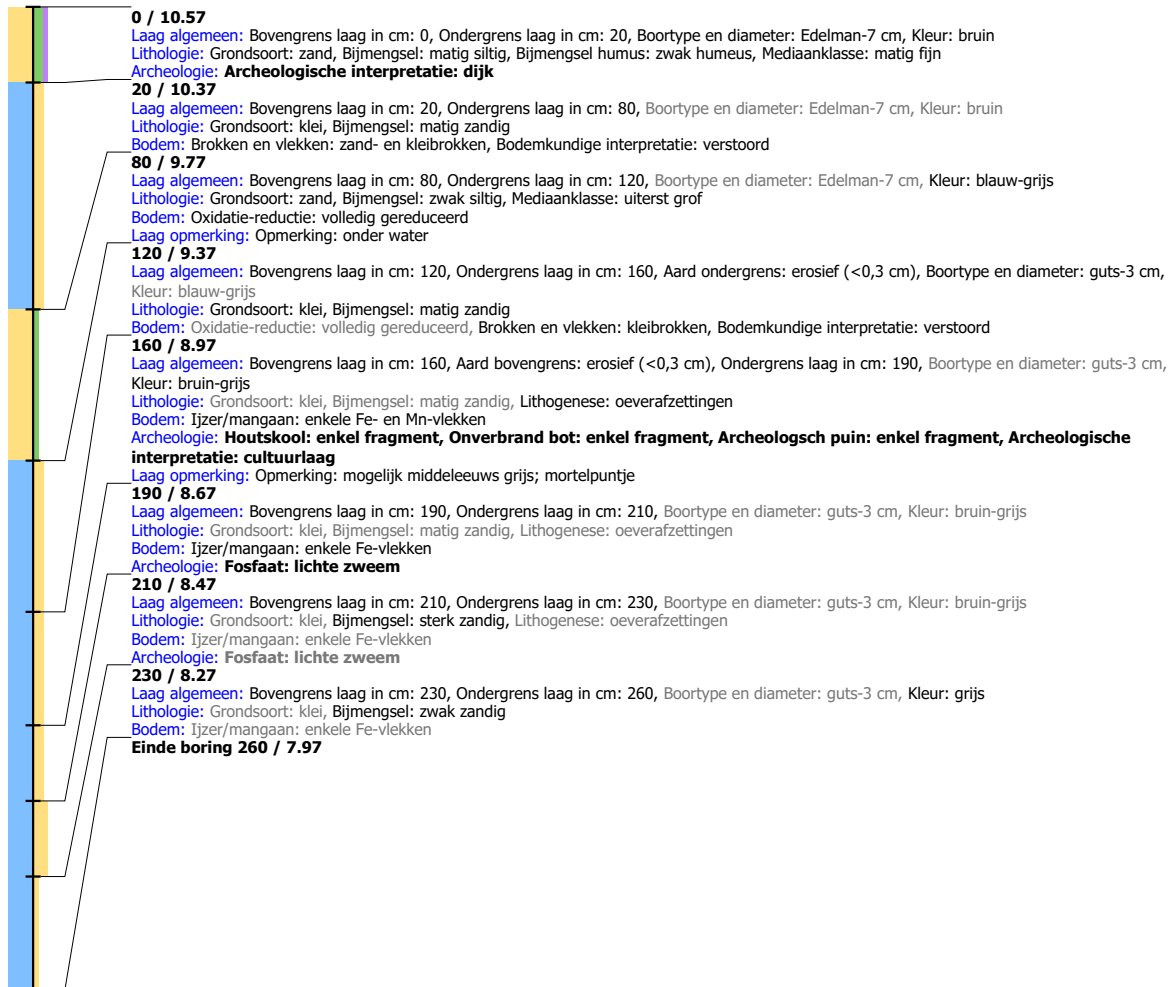 0 / 10.57
Laag algemeen: Bovengrens laag in cm: 0, Ondergrens laag in cm: 20, Boortype en diameter: Edelman-7 cm, Kleur: bruin
Lithologie: Grondsoort: zand, Bijmengsel: matig siltig, Bijmengsel humus: zwak humeus, Mediaanklasse: matig fijn
Archeologie: Archeologische interpretatie: dijk
20 / 10.37
Laag algemeen: Bovengrens laag in cm: 20, Ondergrens laag in cm: 80, Boortype en diameter: Edelman-7 cm, Kleur: bruin
Lithologie: Grondsoort: klei, Bijmengsel: matig zandig
Bodem: Brokken en vlekken: zand- en kleibrokken, Bodemkundige interpretatie: verstoord
80 / 9.77
Laag algemeen: Bovengrens laag in cm: 80, Ondergrens laag in cm: 120, Boortype en diameter: Edelman-7 cm, Kleur: blauw-grijs
Lithologie: Grondsoort: zand, Bijmengsel: zwak siltig, Mediaanklasse: uiterst grof
Bodem: Oxidatie-reductie: volledig gereduceerd
Laag opmerking: Opmerking: onder water
120 / 9.37
Laag algemeen: Bovengrens laag in cm: 120, Ondergrens laag in cm: 160, Aard ondergrens: erosief (<0,3 cm), Boortype en diameter: guts-3 cm,
Kleur: blauw-grijs
Lithologie: Grondsoort: klei, Bijmengsel: matig zandig
Bodem: Oxidatie-reductie: volledig gereduceerd, Brokken en vlekken: kleibrokken, Bodemkundige interpretatie: verstoord
160 / 8.97
Laag algemeen: Bovengrens laag in cm: 160, Aard bovengrens: erosief (<0,3 cm), Ondergrens laag in cm: 190, Boortype en diameter: guts-3 cm,
Kleur: bruin-grijs
Lithologie: Grondsoort: klei, Bijmengsel: matig zandig, Lithogenese: oeverafzettingen
Bodem: Ijzer/mangaan: enkele Fe- en Mn-vlekken
Archeologie: Houtskool: enkel fragment, Onverbrand bot: enkel fragment, Archeologsch puin: enkel fragment, Archeologische
interpretatie: cultuurlaag
Laag opmerking: Opmerking: mogelijk middeleeuws grijs; mortelpuntje
190 / 8.67
Laag algemeen: Bovengrens laag in cm: 190, Ondergrens laag in cm: 210, Boortype en diameter: guts-3 cm, Kleur: bruin-grijs
Lithologie: Grondsoort: klei, Bijmengsel: matig zandig, Lithogenese: oeverafzettingen
Bodem: Ijzer/mangaan: enkele Fe-vlekken
Archeologie: Fosfaat: lichte zweem
210 / 8.47
Laag algemeen: Bovengrens laag in cm: 210, Ondergrens laag in cm: 230, Boortype en diameter: guts-3 cm, Kleur: bruin-grijs
Lithologie: Grondsoort: klei, Bijmengsel: sterk zandig, Lithogenese: oeverafzettingen
Bodem: Ijzer/mangaan: enkele Fe-vlekken
Archeologie: Fosfaat: lichte zweem
230 / 8.27
Laag algemeen: Bovengrens laag in cm: 230, Ondergrens laag in cm: 260, Boortype en diameter: guts-3 cm, Kleur: grijs
Lithologie: Grondsoort: klei, Bijmengsel: zwak zandig
Bodem: Ijzer/mangaan: enkele Fe-vlekken
Einde boring 260 / 7.97